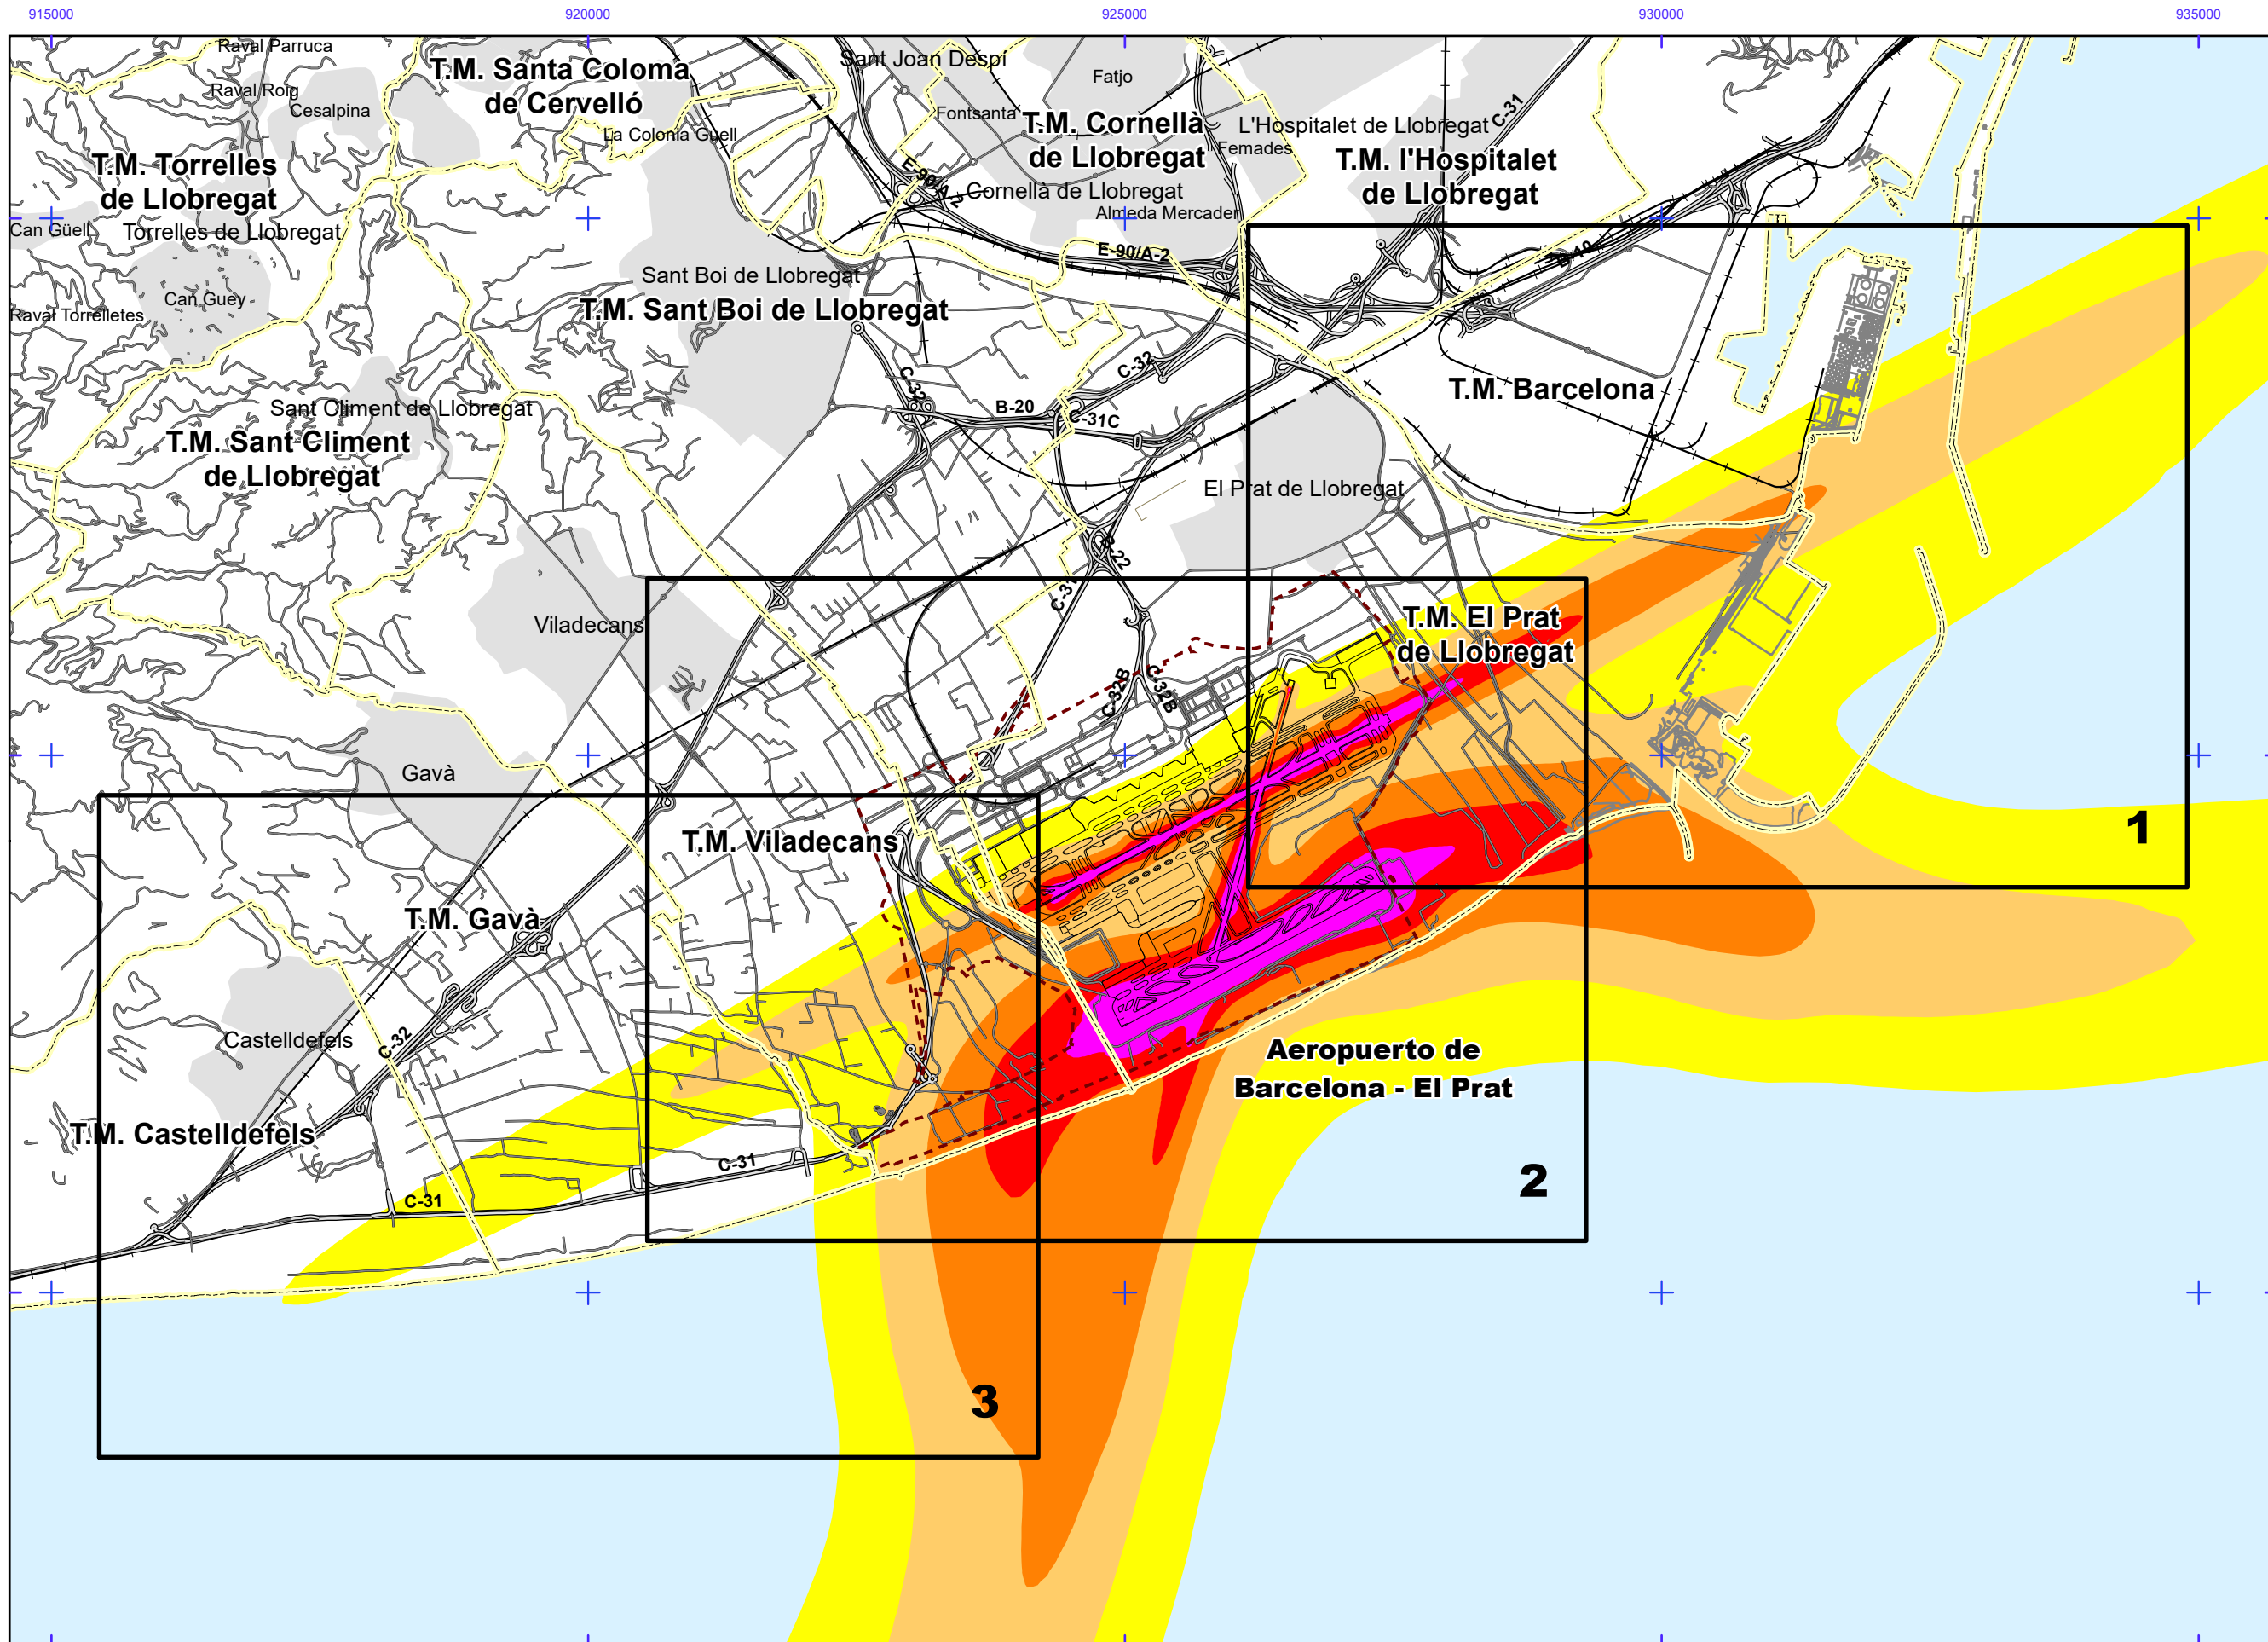 915000
920000
925000
930000
935000
Raval Parruca
Sant Joan Despí
T.M. Santa Coloma
de Cervelló
Fatjo
Raval Roig
Cesalpina
Fontsanta
T.M. Cornellà
de Llobregat
L'Hospitalet de Llobregat
C-31
La Colonia Guell
Femades
T.M. l'Hospitalet
de Llobregat
T.M. Torrelles
de Llobregat
E-90/A-2
Cornellà de Llobregat
Almeda Mercader
Can Güell
Torrelles de Llobregat
E-90/A-2
B-10
Sant Boi de Llobregat
T.M. Sant Boi de Llobregat
Can Guey
Raval Torrelletes
C-32
C-32
T.M. Barcelona
Sant Climent de Llobregat
B-20
C-31C
T.M. Sant Climent
de Llobregat
El Prat de Llobregat
B-22
C-31
Viladecans
T.M. El Prat
de Llobregat
C-32B
C-32B
Gavà
T.M. Viladecans
1
T.M. Gavà
Castelldefels
C-32
Aeropuerto de
Barcelona - El Prat
T.M. Castelldefels
C-31
2
C-31
3